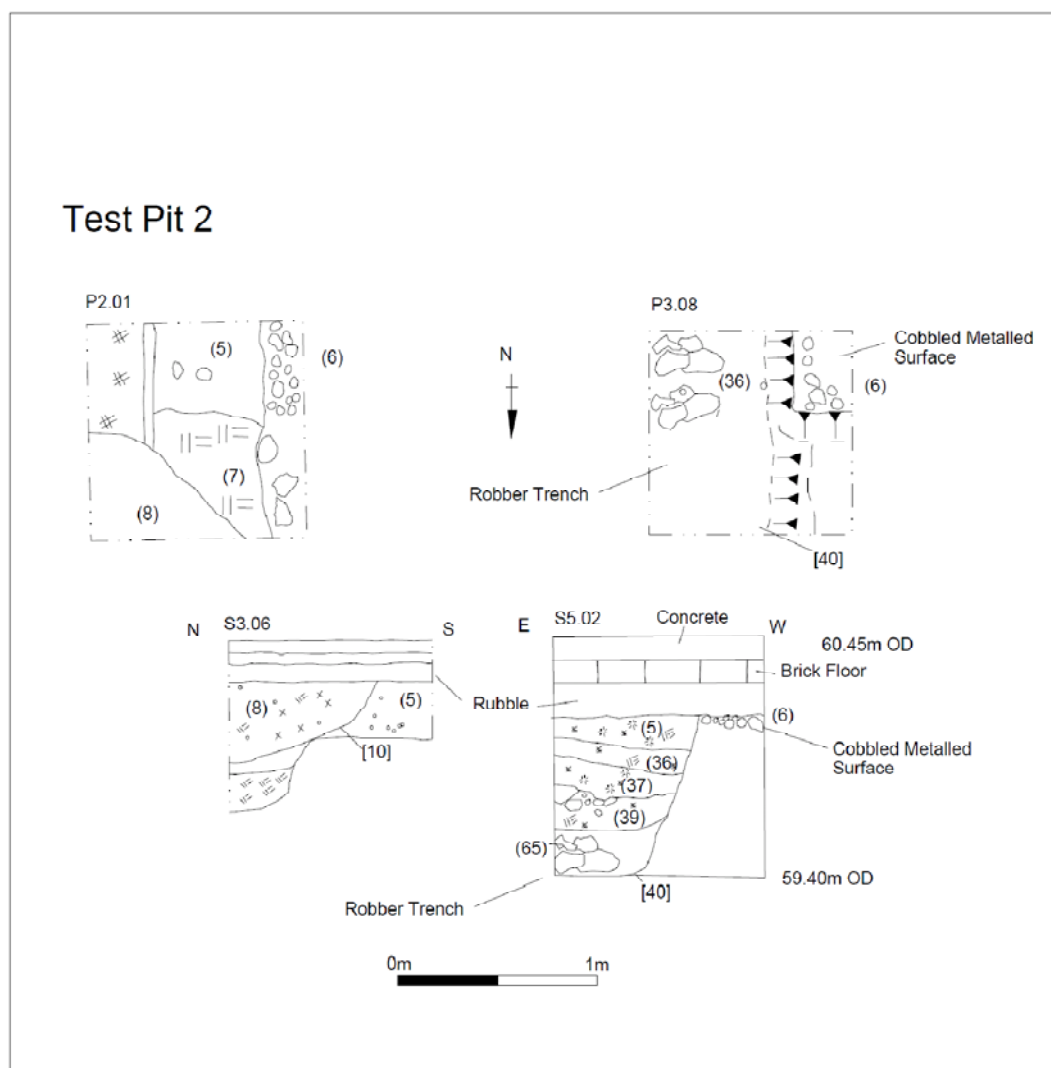 Test Pit 2
P2.01
(5)
(6)
(7)
(8)
N
P3.08
Cobbled Metalled
Surface
(36)
(6)
Robber Trench
[40]
N
S3.06
S
(8)
(5)
[10]
Rubble
E
S5.02
Concrete
W
60.45m OD
Brick Floor
(6)
(5)
Cobbled Metalled
Surface
(36)
(37)
(39)
(65)
59.40m OD
[40]
Robber Trench
0m
1m